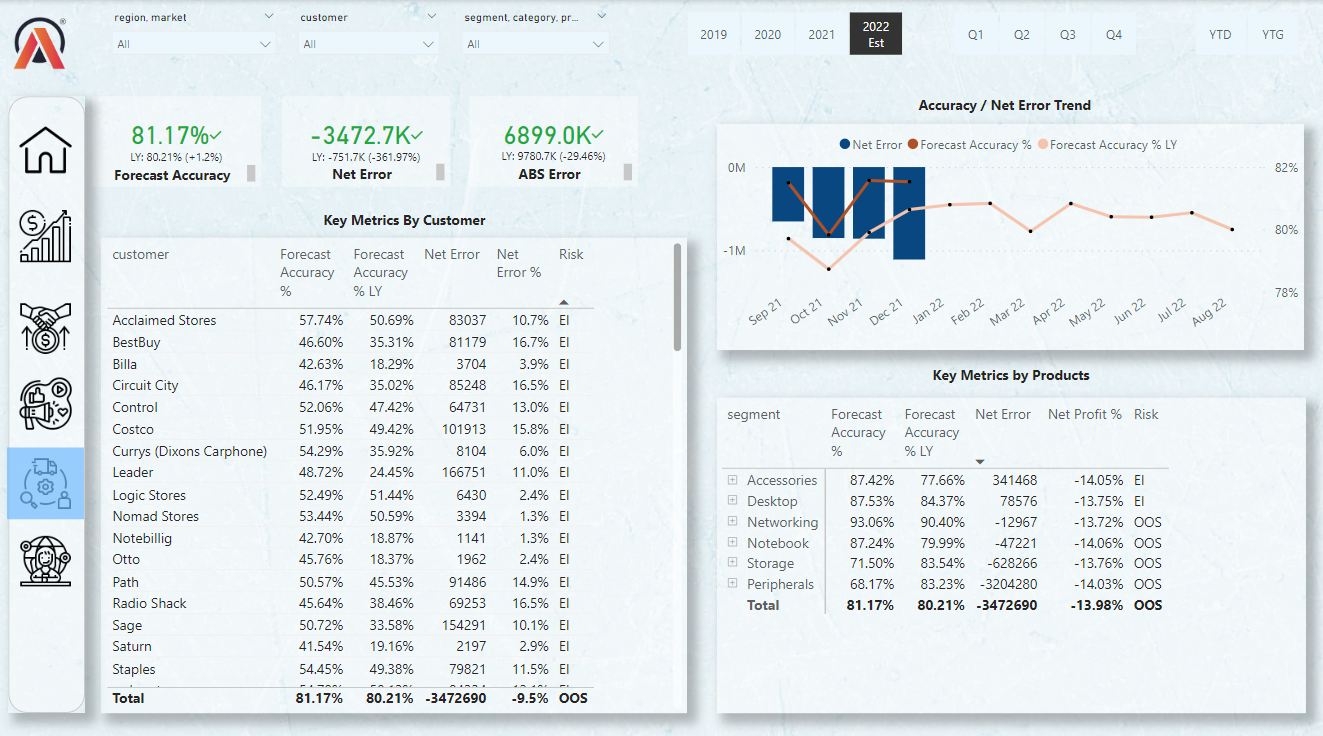 region, market
customer
segment, category, pr...
All
All
All
2019
2020
2021
2022
Est
Q1
Q2
Q3
Q4
YTD
YTG
81.17%
LY: 80.21% (+1.2%)
Forecast Accuracy
-3472.7K
LY: -751.7K (-361.97%)
Net Error
6899.0K
LY: 9780.7K (-29.46%)
ABS Error
Key Metrics By Customer
customer Forecast Accuracy % Forecast Accuracy % LY Net Error Net Error % Risk
Acclaimed Stores 57.74% 50.69% 83037 10.7% EI
BestBuy 46.60% 35.31% 81179 16.7% EI
Billa 42.63% 18.29% 3704 3.9% EI
Circuit City 46.17% 35.02% 85248 16.5% EI
Control 52.06% 47.42% 64731 13.0% EI
Costco 51.95% 49.42% 101913 15.8% EI
Currys (Dixons Carphone) 54.29% 35.92% 8104 6.0% EI
Leader 48.72% 24.45% 166751 11.0% EI
Logic Stores 52.49% 51.44% 6430 2.4% EI
Nomad Stores 53.44% 50.59% 3394 1.3% EI
Notebillig 42.70% 18.87% 1141 1.3% EI
Otto 45.76% 18.37% 1962 2.4% EI
Path 50.57% 45.53% 91486 14.9% EI
Radio Shack 45.64% 38.46% 69253 16.5% EI
Sage 50.72% 33.58% 154291 10.1% EI
Saturn 41.54% 19.16% 2197 2.9% EI
Staples 54.45% 49.38% 79821 11.5% EI
Total 81.17% 80.21% -3472690 -9.5% OOS
Accuracy / Net Error Trend
Net Error Forecast Accuracy % Forecast Accuracy % LY
0M
-1M
82%
80%
78%
Sep 21
Oct 21
Nov 21
Dec 21
Jan 22
Feb 22
Mar 22
Apr 22
May 22
Jun 22
Jul 22
Aug 22
Key Metrics by Products
segment Forecast Accuracy % Forecast Accuracy % LY Net Error Net Profit % Risk
Accessories 87.42% 77.66% 341468 -14.05% EI
Desktop 87.53% 84.37% 78576 -13.75% EI
Networking 93.06% 90.40% -12967 -13.72% OOS
Notebook 87.24% 79.99% -47221 -14.06% OOS
Storage 71.50% 83.54% -628266 -13.76% OOS
Peripherals 68.17% 83.23% -3204280 -14.03% OOS
Total 81.17% 80.21% -3472690 -13.98% OOS